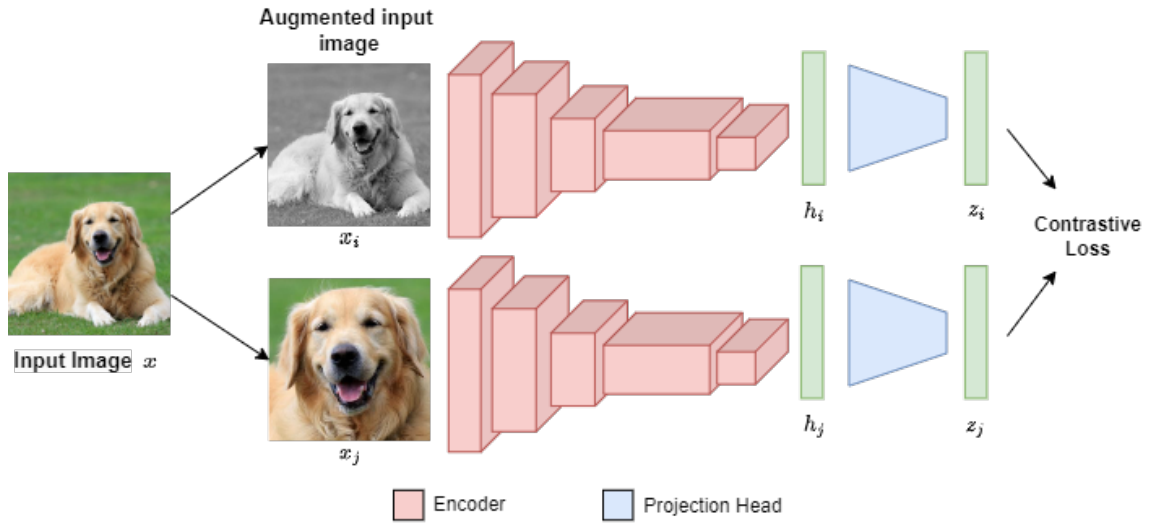 Augmented input
image
x_i
Input Image x
x_j
h_i
z_i
Contrastive
Loss
h_j
z_j
Encoder
Projection Head